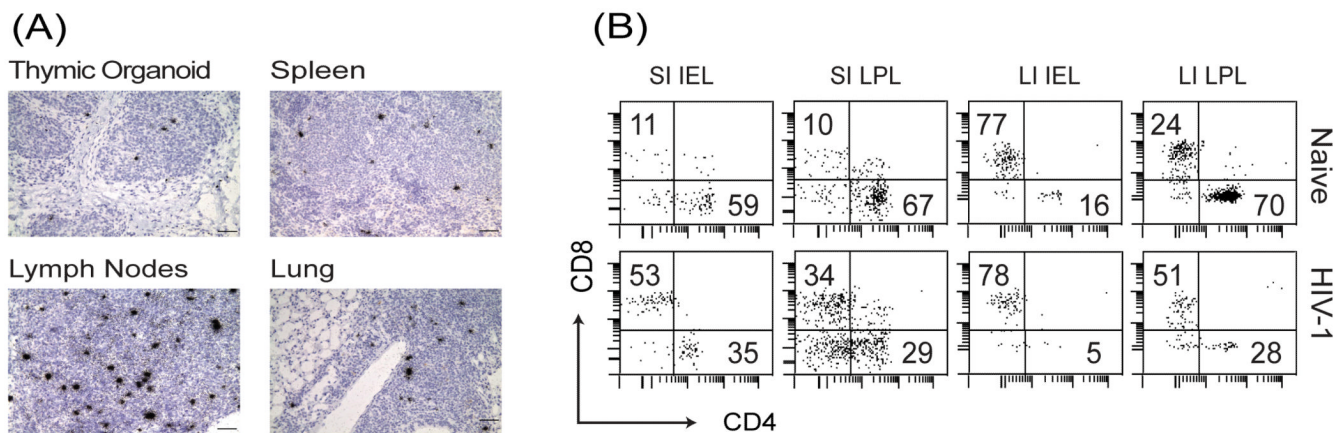 (A)
Thymic Organoid
Spleen
Lymph Nodes
Lung
(B)
SI IEL
SI LPL
LI IEL
LI LPL
11
59
10
67
77
16
24
70
Naive
53
35
34
29
78
5
51
28
HIV-1
CD8
CD4